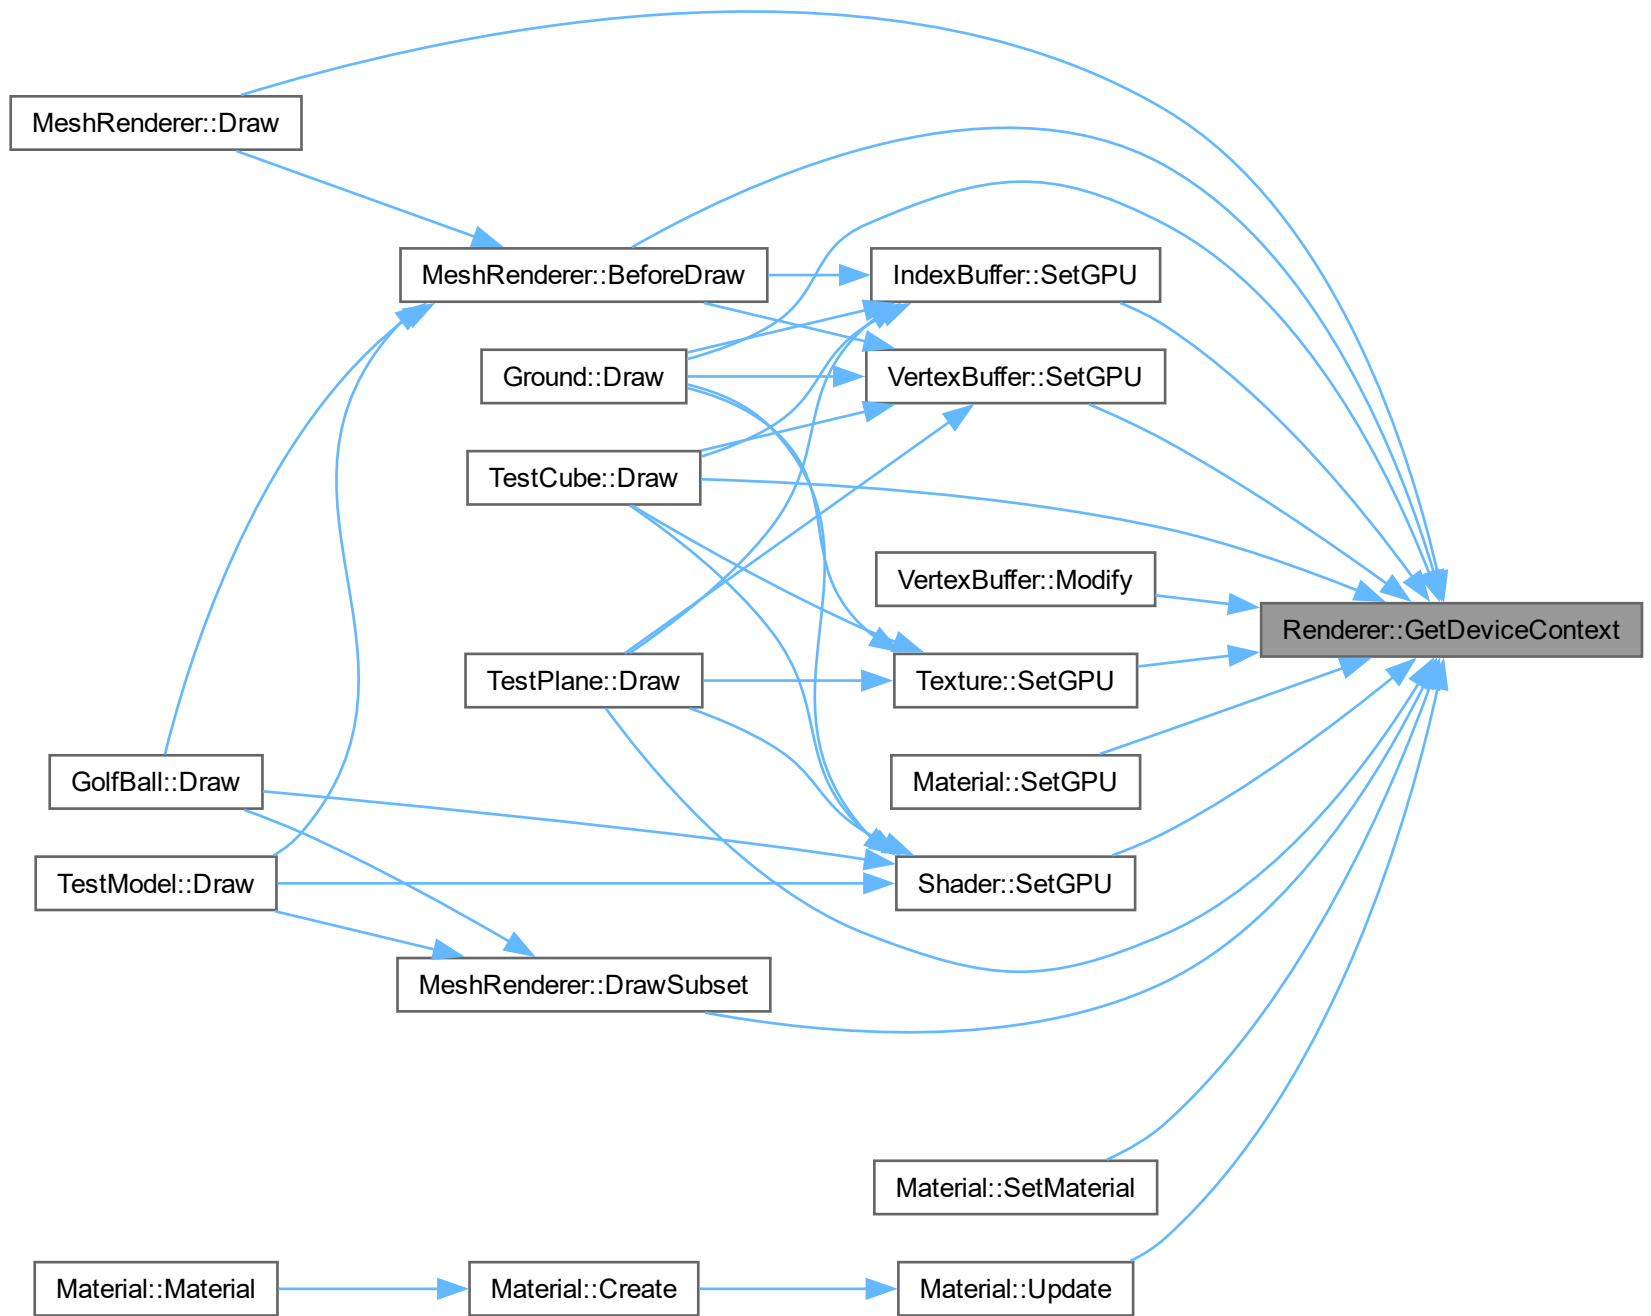 MeshRenderer::Draw
MeshRenderer::BeforeDraw
IndexBuffer::SetGPU
Ground::Draw
VertexBuffer::SetGPU
TestCube::Draw
VertexBuffer::Modify
Renderer::GetDeviceContext
TestPlane::Draw
Texture::SetGPU
GolfBall::Draw
Material::SetGPU
TestModel::Draw
Shader::SetGPU
MeshRenderer::DrawSubset
Material::SetMaterial
Material::Material
Material::Create
Material::Update